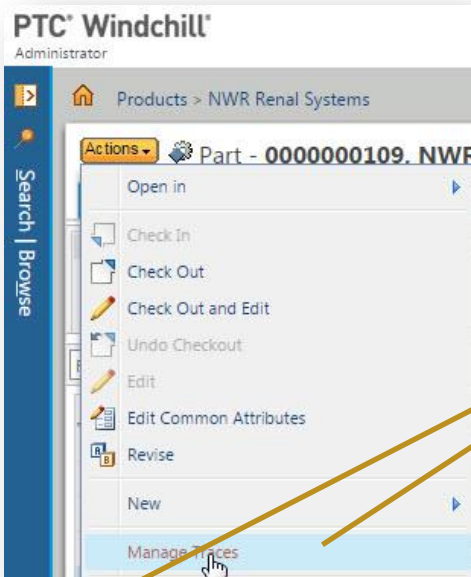 PTC® Windchill®
Administrator
Products > NWR Renal Systems
Actions
Part - 0000000109, NWR
Search | Browse
Open in
Check In
Check Out
Check Out and Edit
Undo Checkout
Edit
Edit Common Attributes
Revise
New
Manage Traces